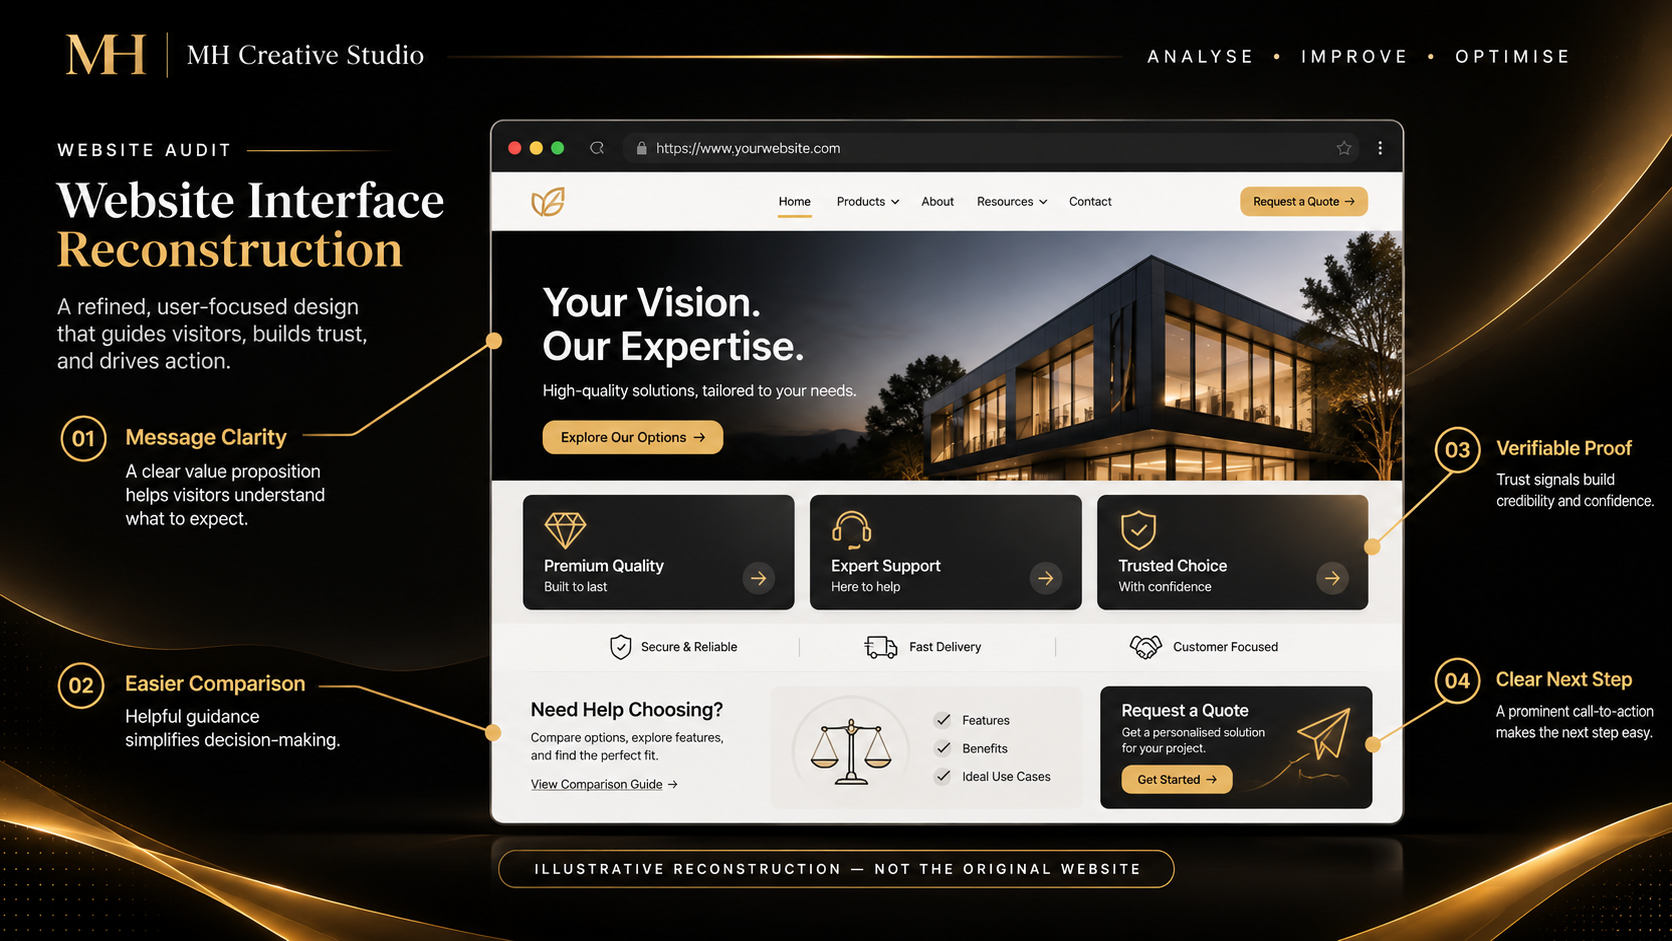 MH
MH Creative Studio
ANALYSE • IMPROVE • OPTIMISE
WEBSITE AUDIT
Website Interface
Reconstruction
A refined, user-focused design
that guides visitors, builds trust,
and drives action.
01
Message Clarity
A clear value proposition
helps visitors understand
what to expect.
02
Easier Comparison
Helpful guidance
simplifies decision-making.
https://www.yourwebsite.com
Home
Products
About
Resources
Contact
Request a Quote →
Your Vision.
Our Expertise.
High-quality solutions, tailored to your needs.
Explore Our Options →
Premium Quality
Built to last
Expert Support
Here to help
Trusted Choice
With confidence
Secure & Reliable
Fast Delivery
Customer Focused
Need Help Choosing?
Compare options, explore features,
and find the perfect fit.
View Comparison Guide →
Features
Benefits
Ideal Use Cases
Request a Quote
Get a personalised solution
for your project.
Get Started →
03
Verifiable Proof
Trust signals build
credibility and confidence.
04
Clear Next Step
A prominent call-to-action
makes the next step easy.
ILLUSTRATIVE RECONSTRUCTION — NOT THE ORIGINAL WEBSITE